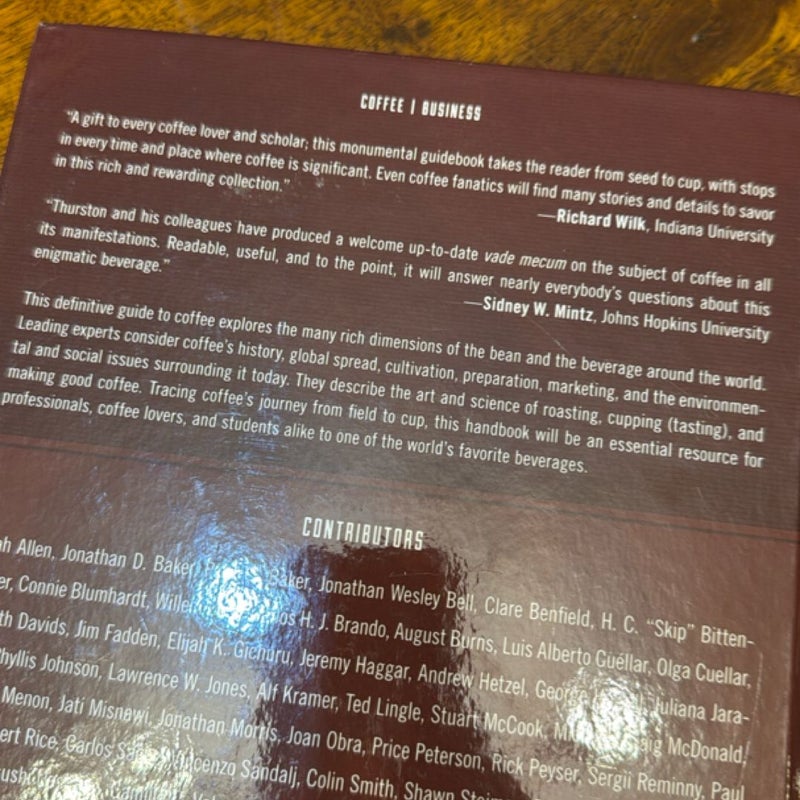 COFFEE | BUSINESS
"A gift to every coffee lover and scholar; this monumental guidebook takes the reader from seed to cup, with stops
in every time and place where coffee is significant. Even coffee fanatics will find many stories and details to savor
in this rich and rewarding collection."
—Richard Wilk, Indiana University
"Thurston and his colleagues have produced a welcome up-to-date vade mecum on the subject of coffee in all
its manifestations. Readable, useful, and to the point, it will answer nearly everybody's questions about this
enigmatic beverage."
—Sidney W. Mintz, Johns Hopkins University
This definitive guide to coffee explores the many rich dimensions of the bean and the beverage around the world.
Leading experts consider coffee's history, global spread, cultivation, preparation, marketing, and the environmen-
tal and social issues surrounding it today. They describe the art and science of roasting, cupping (tasting), and
making good coffee. Tracing coffee's journey from field to cup, this handbook will be an essential resource for
professionals, coffee lovers, and students alike to one of the world's favorite beverages.
CONTRIBUTORS
Allen, Jonathan D. Baker, Baker, Jonathan Wesley Bell, Clare Benfield, H. C. "Skip" Bitten-
Connie Blumhardt, H. J. Brando, August Burns, Luis Alberto Cuéllar, Olga Cuellar,
Davids, Jim Fadden, Elijah K. Gichuru, Jeremy Haggar, Andrew Hetzel, Juliana Jara-
Phyllis Johnson, Lawrence W. Jones, Alf Kramer, Ted Lingle, Stuart McCook, McDonald,
Menon, Jati Misnawi, Jonathan Morris, Joan Obra, Price Peterson, Rick Peyser, Sergii Reminny, Paul
Rice, Carlos Vincenzo Sandalj, Colin Smith, Shawn